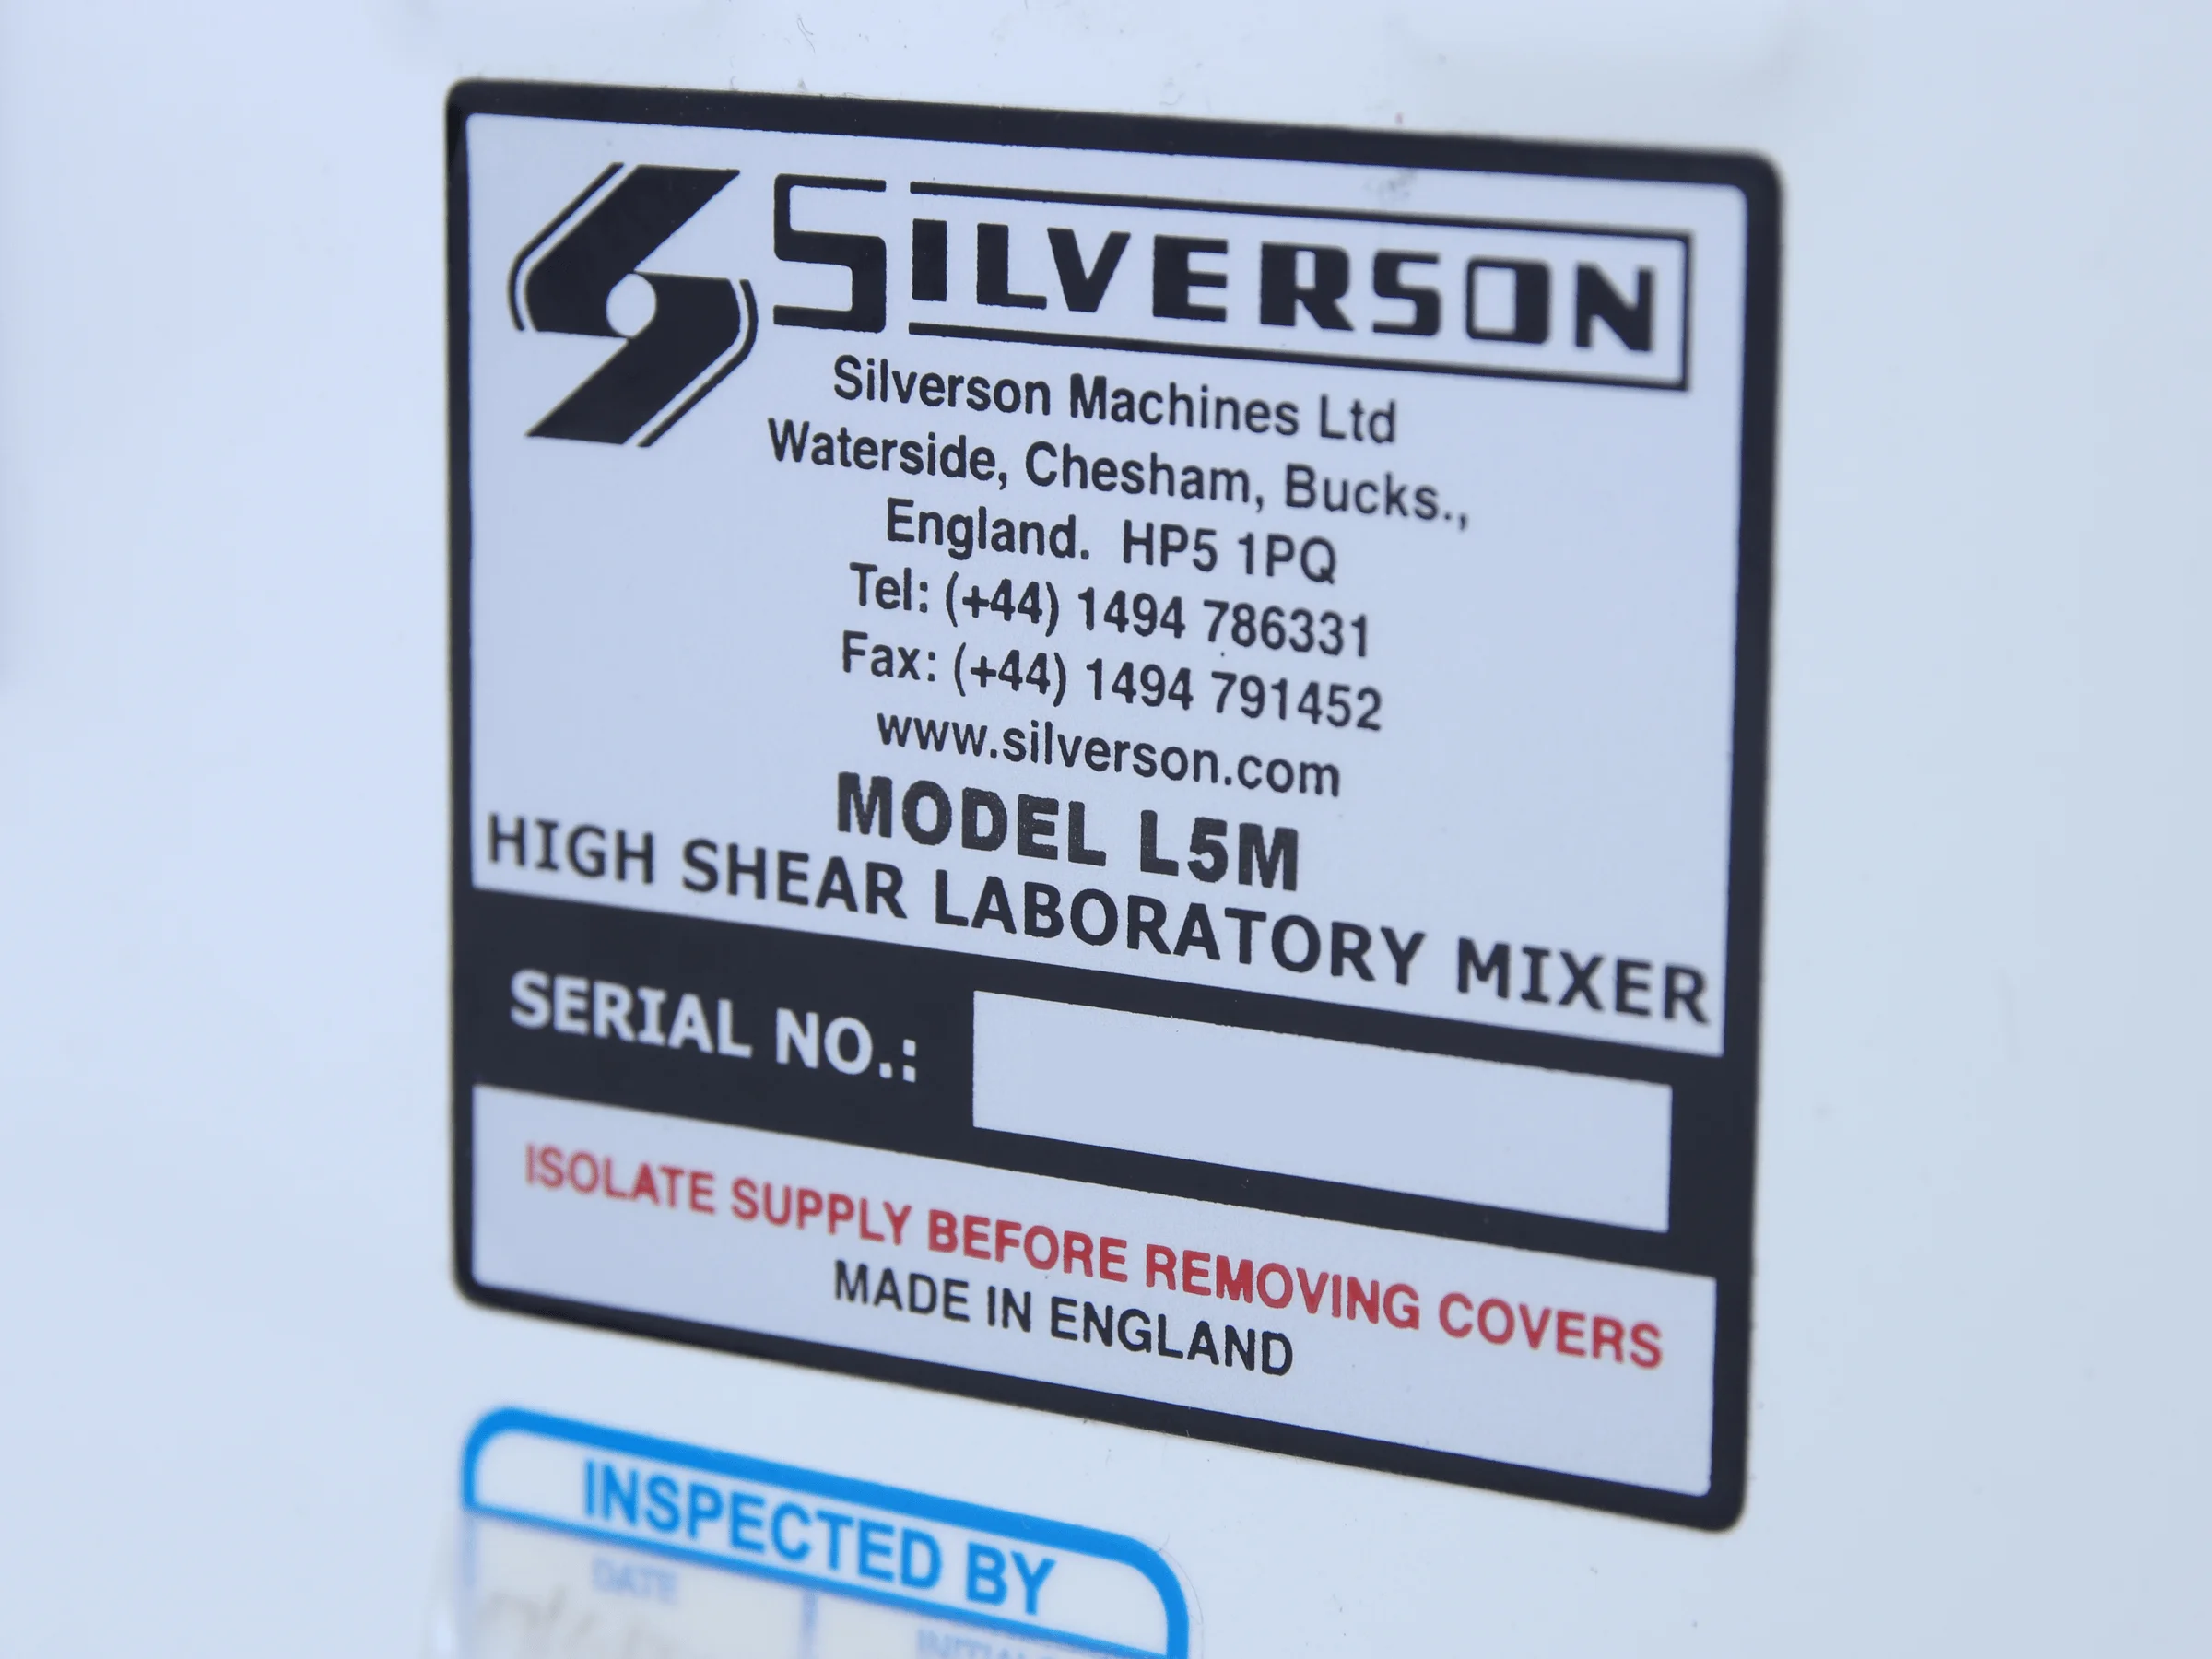 SILVERSON
Silverson Machines Ltd
Waterside, Chesham, Bucks.,
England. HP5 1PQ
Tel: (+44) 1494 786331
Fax: (+44) 1494 791452
www.silverson.com
MODEL L5M
HIGH SHEAR LABORATORY MIXER
SERIAL NO.:
ISOLATE SUPPLY BEFORE REMOVING COVERS
MADE IN ENGLAND
INSPECTED BY
DATE